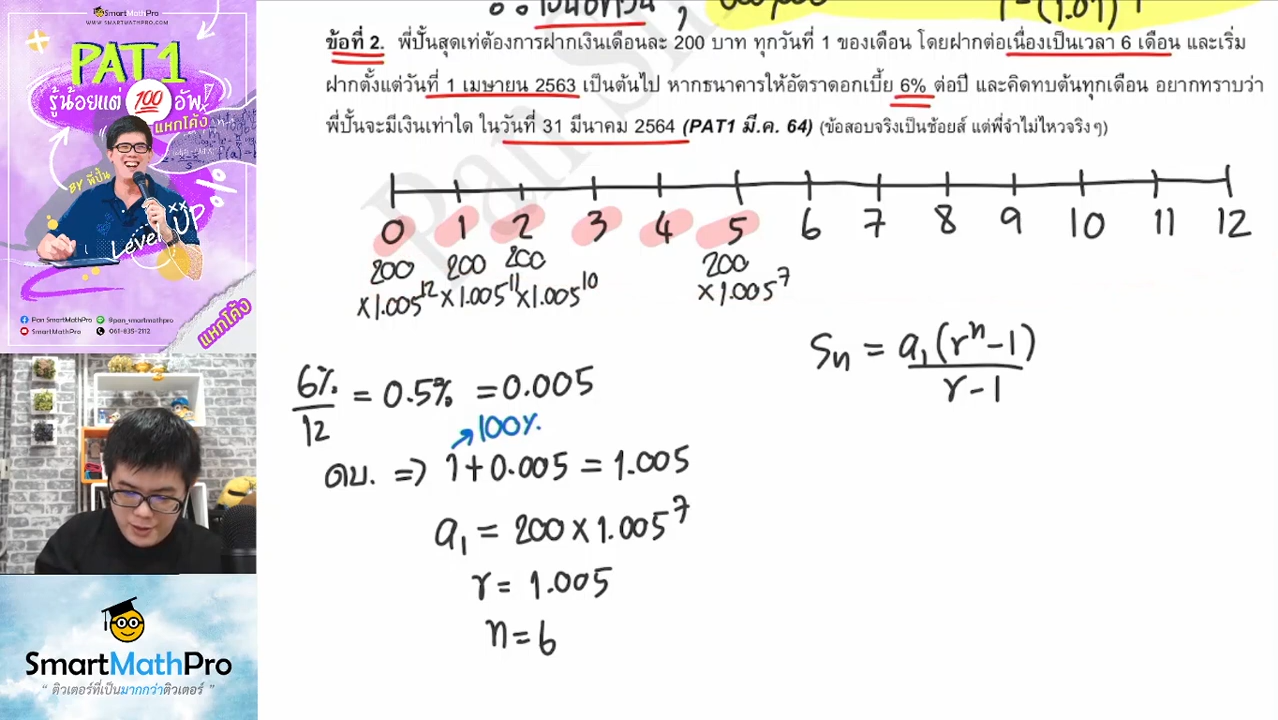 WWW.SMARTMATHPRO.COM
PAT1
รู้น้อยแต่ 100 อัพ
แหกโค้ง
BY พี่ปั้น
Level UP
แหกโค้ง
Pan SmartMathPro @pan_smartmathpro
SmartMathPro 061-835-2112
ข้อที่ 2. พี่ปั้นสุดเท่ต้องการฝากเงินเดือนละ 200 บาท ทุกวันที่ 1 ของเดือน โดยฝากต่อเนื่องเป็นเวลา 6 เดือน และเริ่ม
ฝากตั้งแต่วันที่ 1 เมษายน 2563 เป็นต้นไป หากธนาคารให้อัตราดอกเบี้ย 6% ต่อปี และคิดทบต้นทุกเดือน อยากทราบว่า
พี่ปั้นจะมีเงินเท่าใด ในวันที่ 31 มีนาคม 2564 (PAT1 มี.ค. 64) (ข้อสอบจริงเป็นช้อยส์ แต่พี่จำไม่ไหวจริงๆ)
0 1 2 3 4 5 6 7 8 9 10 11 12
200 200 200 200
×1.005^12 ×1.005^11 ×1.005^10 ×1.005^7
Sn = a₁(rⁿ-1)
r-1
6%/12 = 0.5% = 0.005
100%
ดบ. => 1+0.005 = 1.005
a₁ = 200×1.005^7
r = 1.005
n = 6
SmartMathPro
“ ติวเตอร์ที่เป็นมากกว่าติวเตอร์ ”